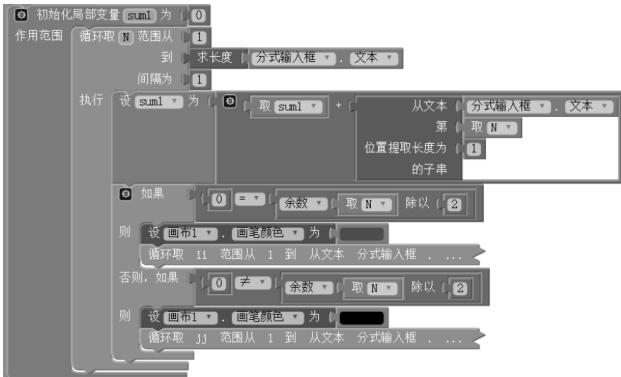 初始化局部变量 sum1 为 0
作用范围 循环取 N 范围从 1
到 求长度 分式输入框 . 文本
间隔为 1
执行 设 sum1 为 取 sum1 + 从文本 分式输入框 . 文本
第 取 N
位置提取长度为 1
的子串
如果 0 = 余数 取 N 除以 2
则 设 画布1 . 画笔颜色 为
循环取 ii 范围从 1 到 从文本 分式输入框 . ...
否则,如果 0 ≠ 余数 取 N 除以 2
则 设 画布1 . 画笔颜色 为
循环取 jj 范围从 1 到 从文本 分式输入框 . ...